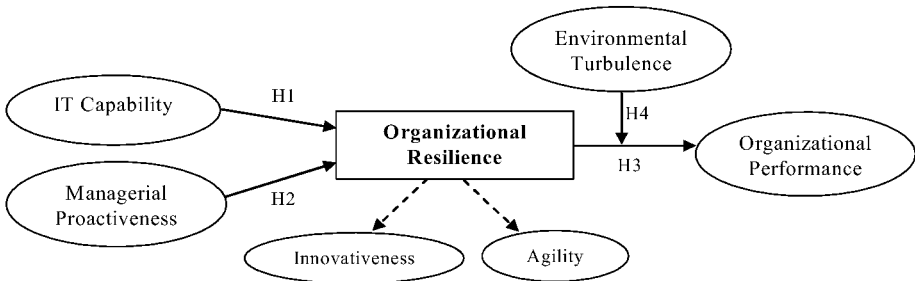 Environmental
Turbulence
IT Capability
H1
H4
Organizational
Resilience
Organizational
Performance
H3
Managerial
Proactiveness
H2
Innovativeness
Agility